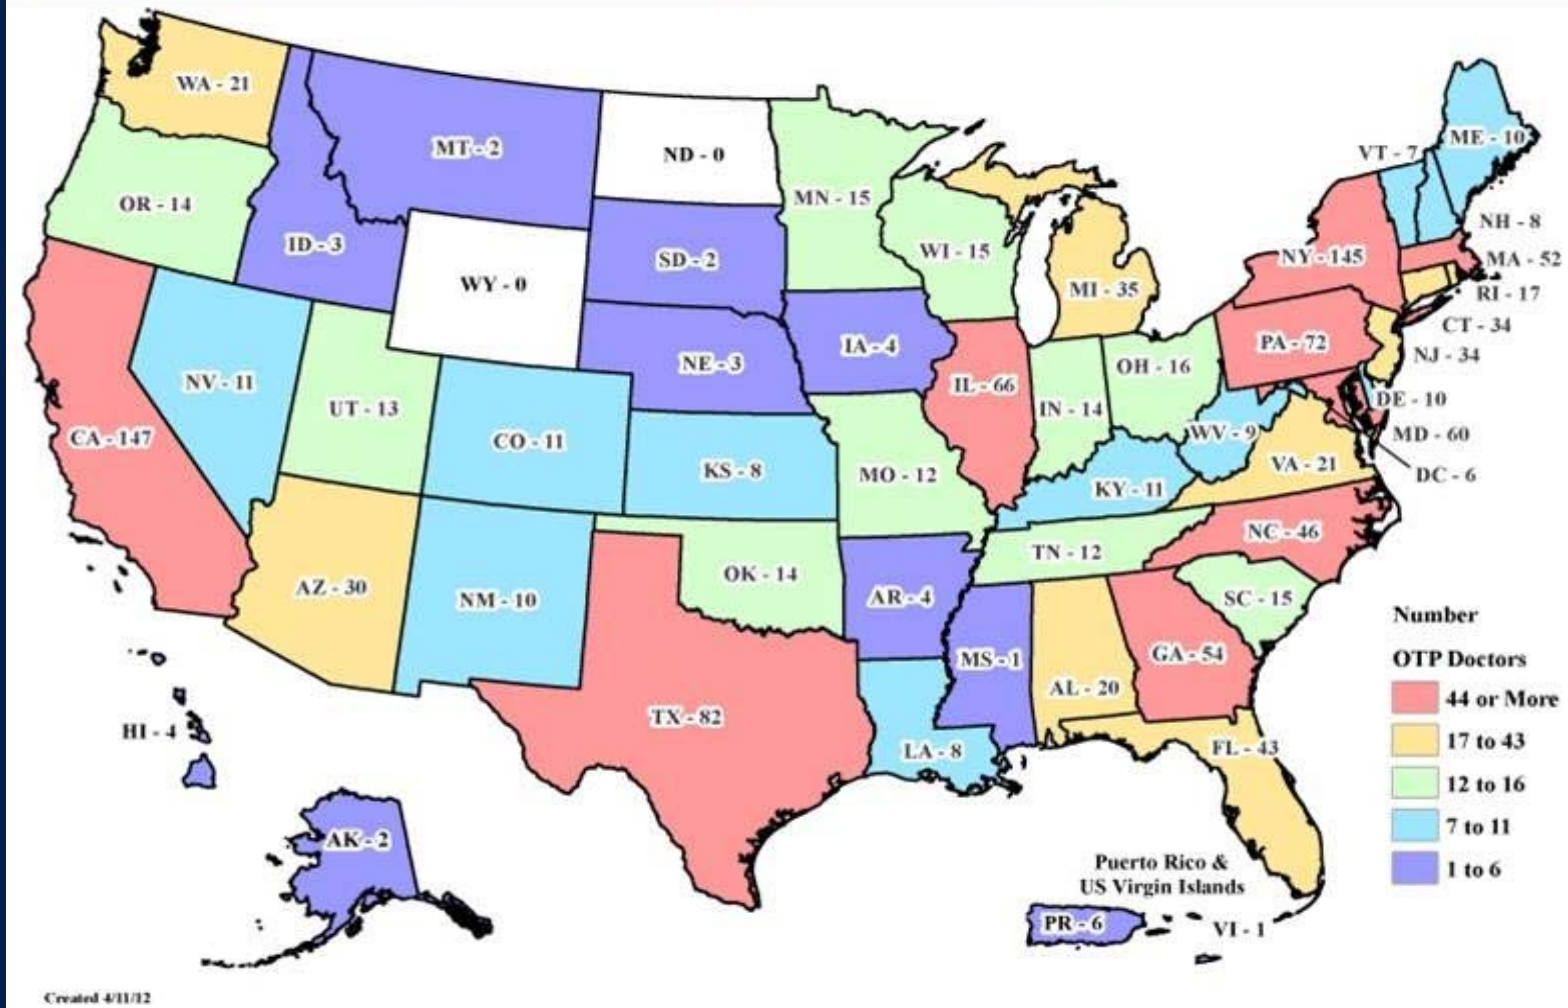 WA - 21
MT - 2
ND - 0
MN - 15
VT - 7
ME - 10
OR - 14
ID - 3
WY - 0
SD - 2
WI - 15
MI - 35
NY - 145
NH - 8
MA - 52
RI - 17
CT - 34
NJ - 34
NV - 11
UT - 13
CO - 11
NE - 3
IA - 4
IL - 66
IN - 14
OH - 16
PA - 72
DE - 10
MD - 60
DC - 6
CA - 147
KS - 8
MO - 12
KY - 11
WV - 9
VA - 21
AZ - 30
NM - 10
OK - 14
AR - 4
TN - 12
NC - 46
SC - 15
TX - 82
LA - 8
MS - 1
AL - 20
GA - 54
FL - 43
HI - 4
AK - 2
Puerto Rico &
US Virgin Islands
PR - 6
VI - 1
Number
OTP Doctors
44 or More
17 to 43
12 to 16
7 to 11
1 to 6
Created 4/11/12